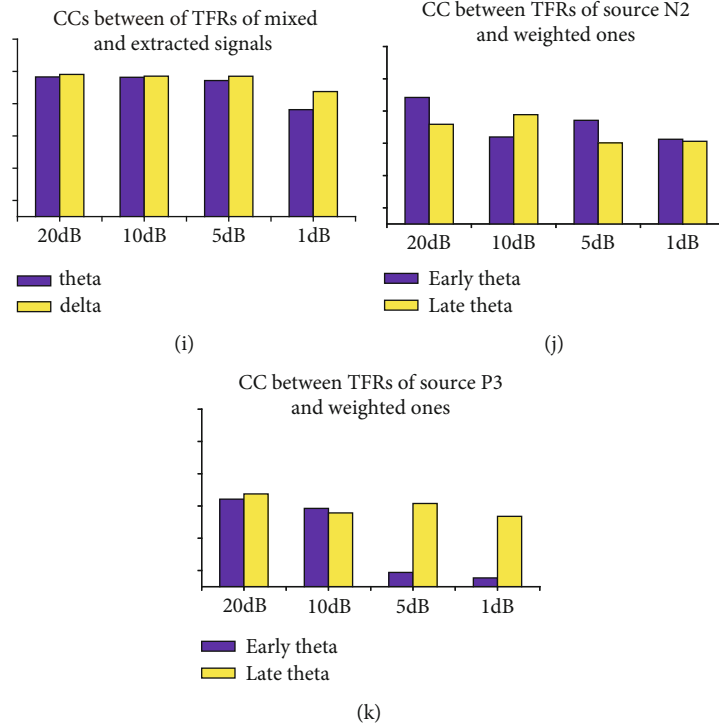 CCs between of TFRs of mixed
and extracted signals
20dB 10dB 5dB 1dB
theta
delta
(i)
CC between TFRs of source N2
and weighted ones
20dB 10dB 5dB 1dB
Early theta
Late theta
(j)
CC between TFRs of source P3
and weighted ones
20dB 10dB 5dB 1dB
Early theta
Late theta
(k)